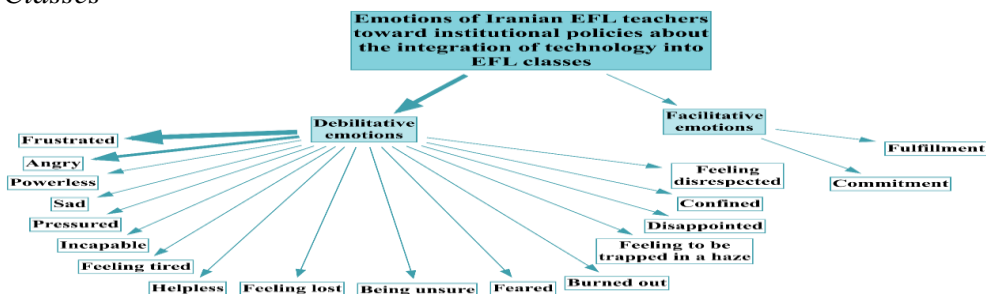 Classes
Emotions of Iranian EFL teachers
toward institutional policies about
the integration of technology into
EFL classes
Debilitative
emotions
Facilitative
emotions
Frustrated
Angry
Powerless
Sad
Pressured
Incapable
Feeling tired
Helpless
Feeling lost
Being unsure
Feared
Burned out
Feeling to be
trapped in a haze
Disappointed
Confined
Feeling
disrespected
Commitment
Fulfillment